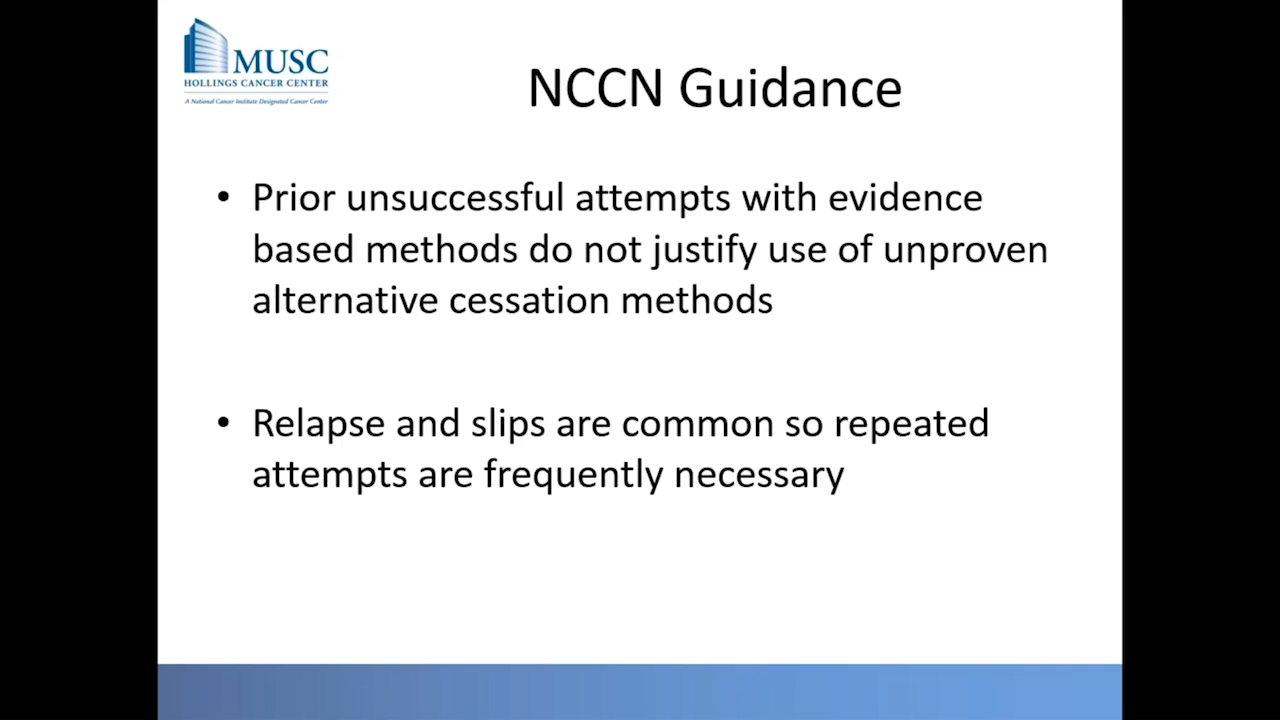 MUSC
HOLLINGS CANCER CENTER
A National Cancer Institute Designated Cancer Center
NCCN Guidance
• Prior unsuccessful attempts with evidence
based methods do not justify use of unproven
alternative cessation methods
• Relapse and slips are common so repeated
attempts are frequently necessary